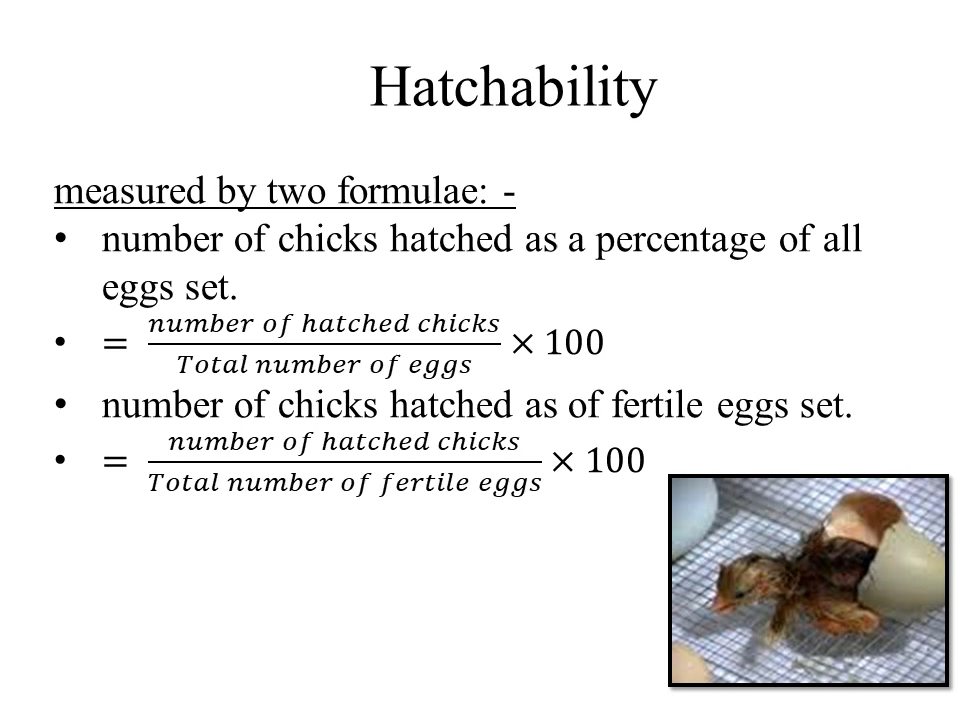 Hatchability
measured by two formulae: -
• number of chicks hatched as a percentage of all
eggs set.
• = number of hatched chicks / Total number of eggs × 100
• number of chicks hatched as of fertile eggs set.
• = number of hatched chicks / Total number of fertile eggs × 100